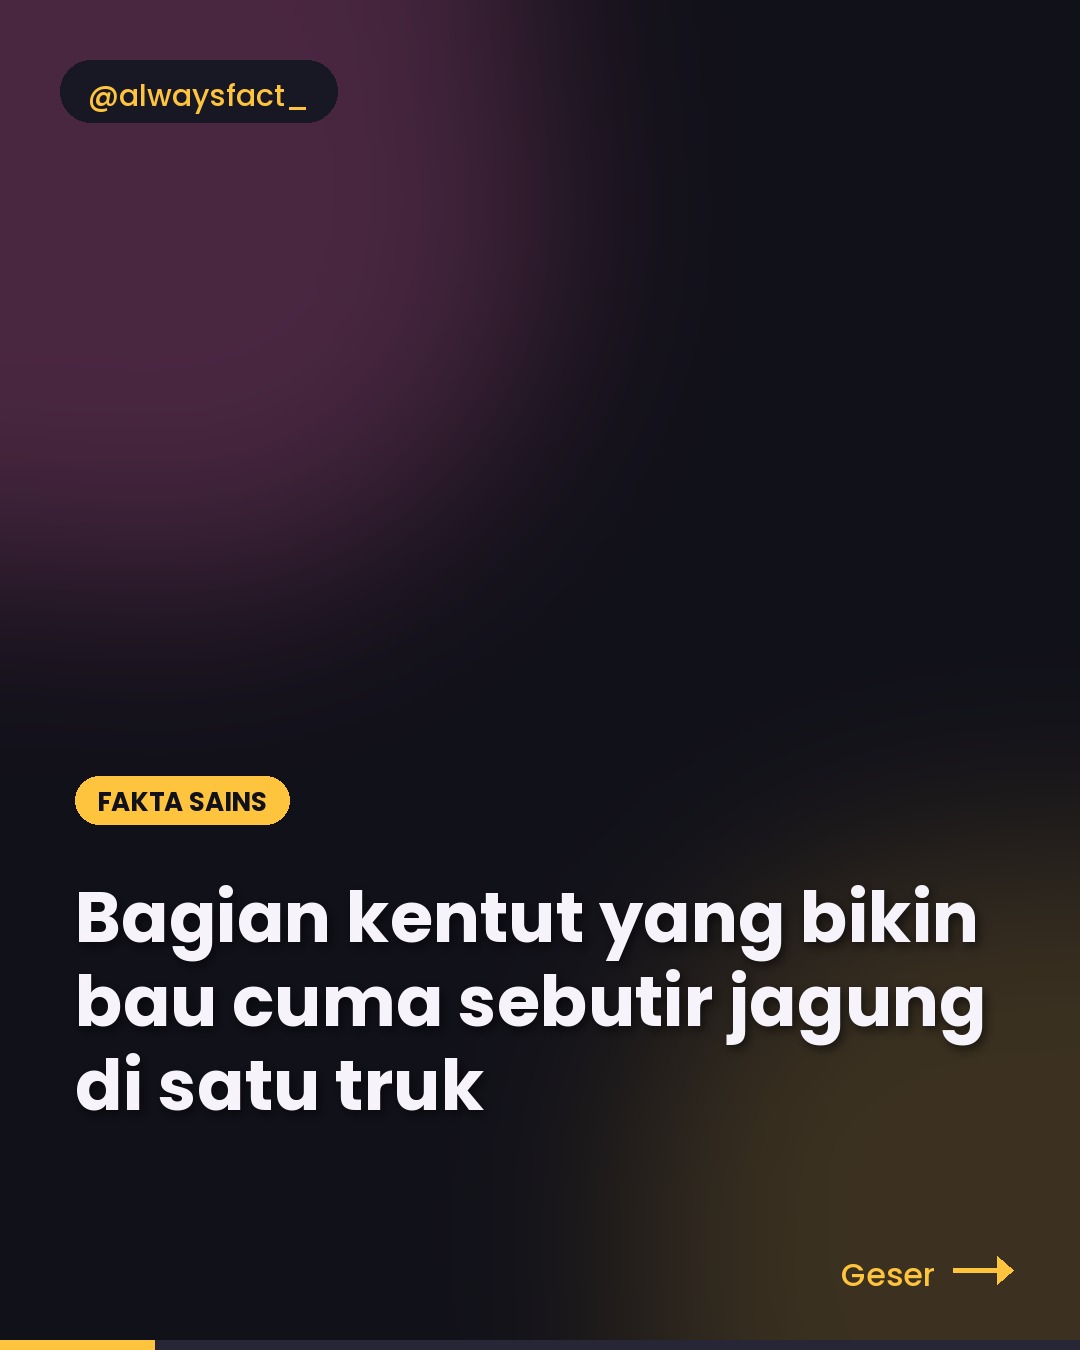 @alwaysfact_
FAKTA SAINS
Bagian kentut yang bikin
bau cuma sebutir jagung
di satu truk
Geser